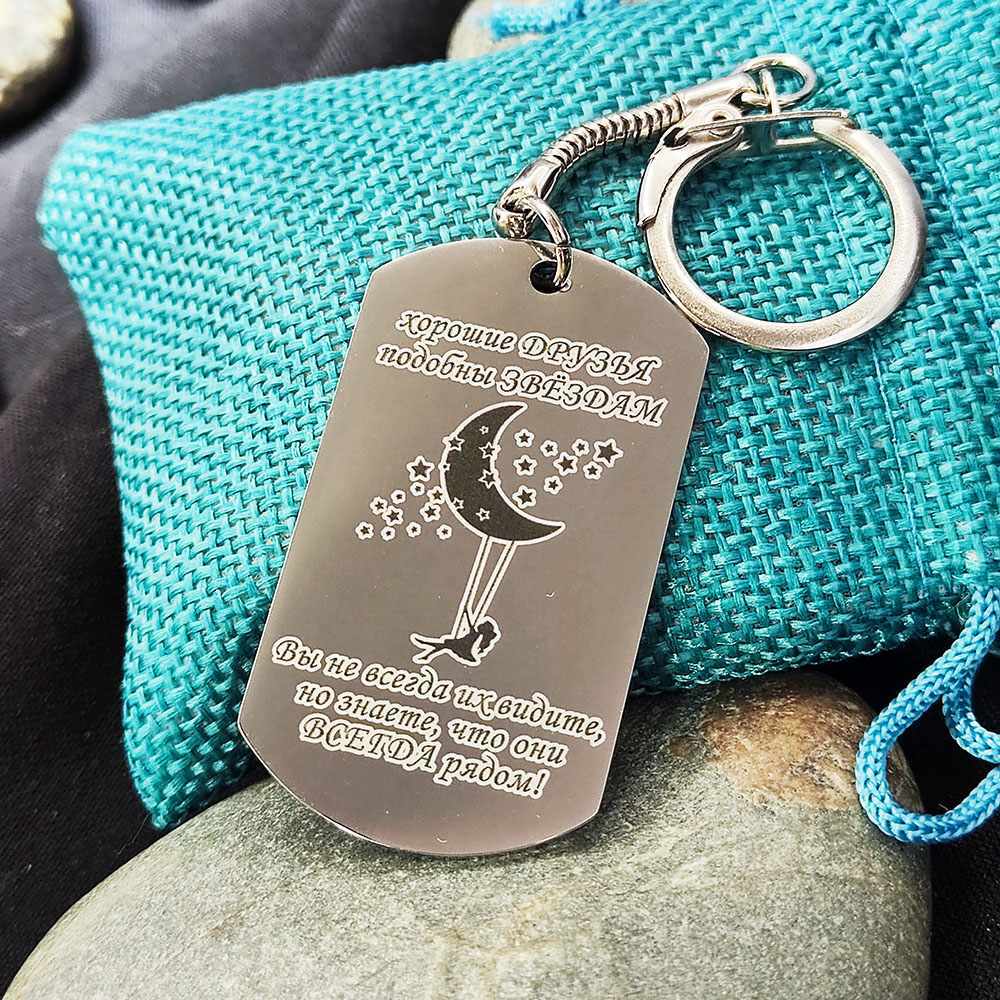 хорошие ДРУЗЬЯ
подобны ЗВЁЗДАМ
Вы не всегда их видите,
но знаете, что они
ВСЕГДА рядом!